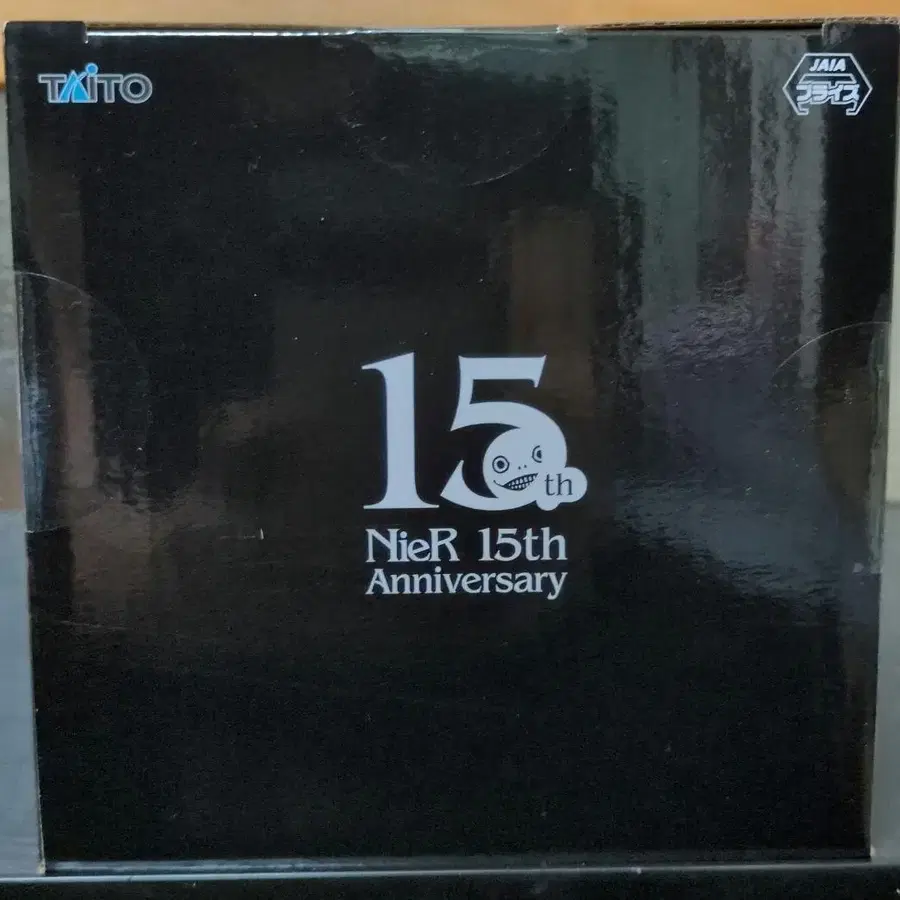 TAiTO
JAIA
プライズ
15th
NieR 15th
Anniversary